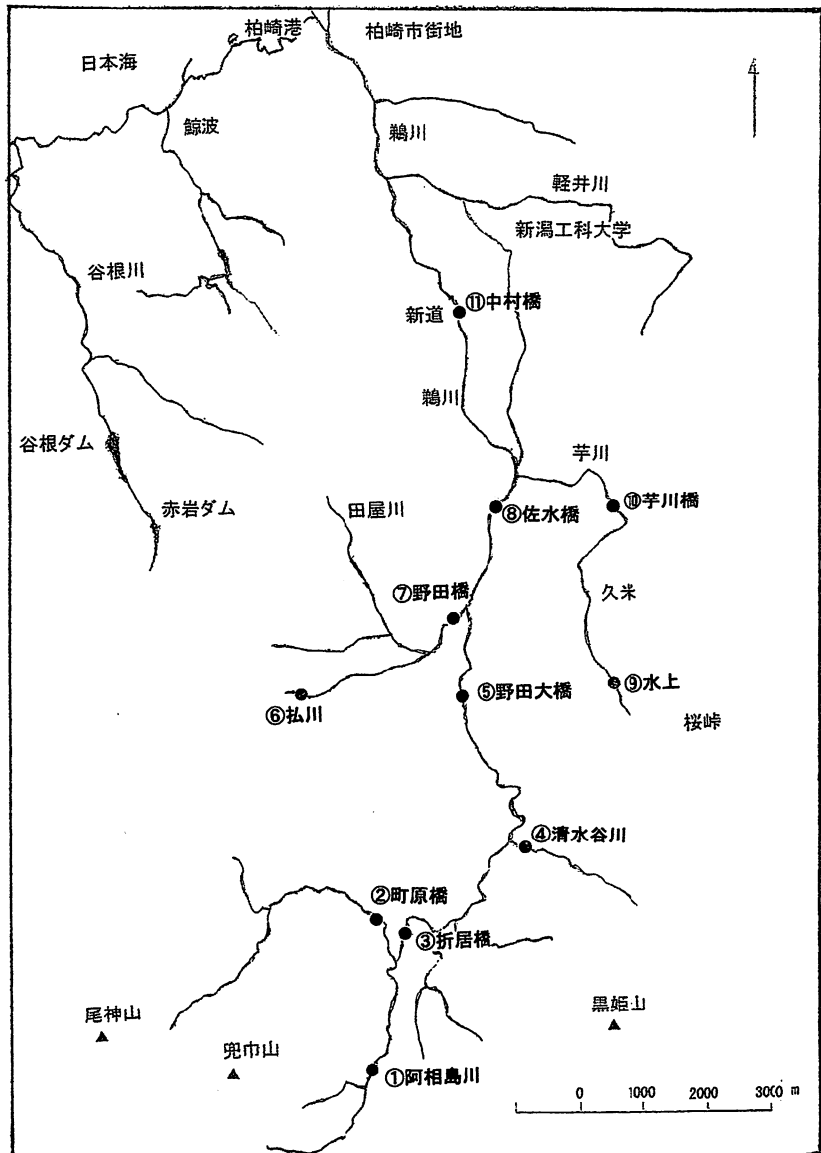 柏崎港
柏崎市街地
日本海
鯨波
鵜川
軽井川
新潟工科大学
谷根川
新道
⑪中村橋
鵜川
谷根ダム
芋川
赤岩ダム
田屋川
⑧佐水橋
⑩芋川橋
⑦野田橋
久米
⑨水上
⑤野田大橋
⑥払川
桜峠
④清水谷川
②町原橋
③折居橋
尾神山
黒姫山
兜巾山
①阿相島川
0 1000 2000 3000 m